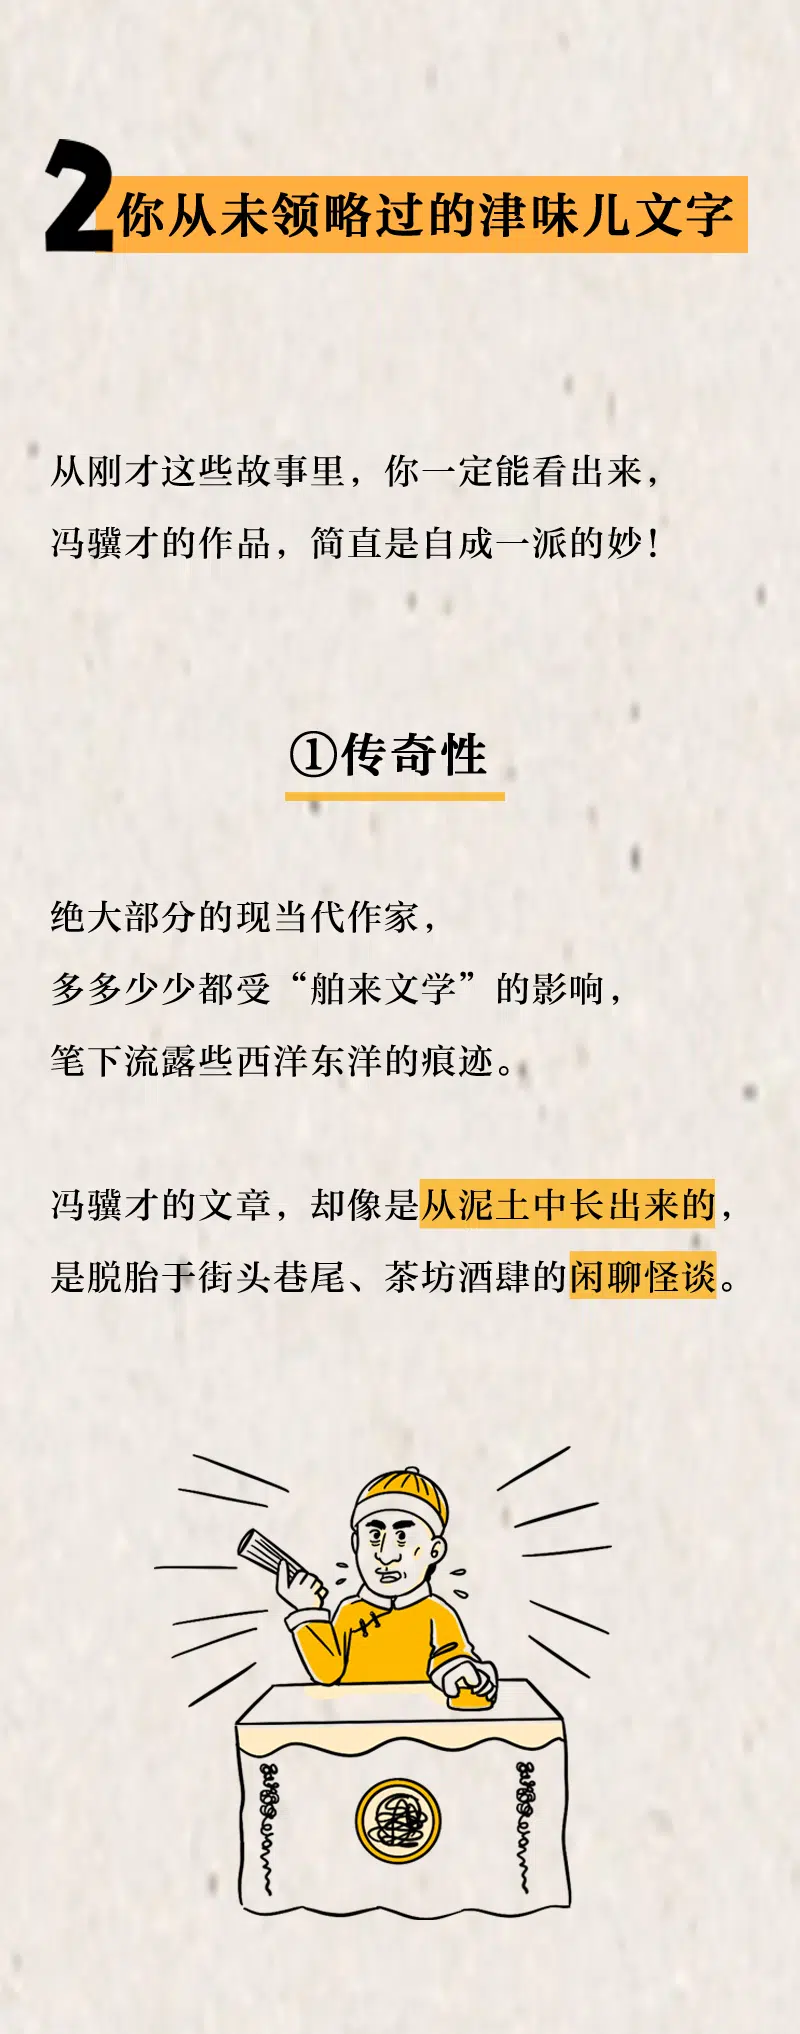 2 你从未领略过的津味儿文字
从刚才这些故事里，你一定能看出来，
冯骥才的作品，简直是自成一派的妙！
①传奇性
绝大部分的现当代作家，
多多少少都受“舶来文学”的影响，
笔下流露些西洋东洋的痕迹。
冯骥才的文章，却像是从泥土中长出来的，
是脱胎于街头巷尾、茶坊酒肆的闲聊怪谈。